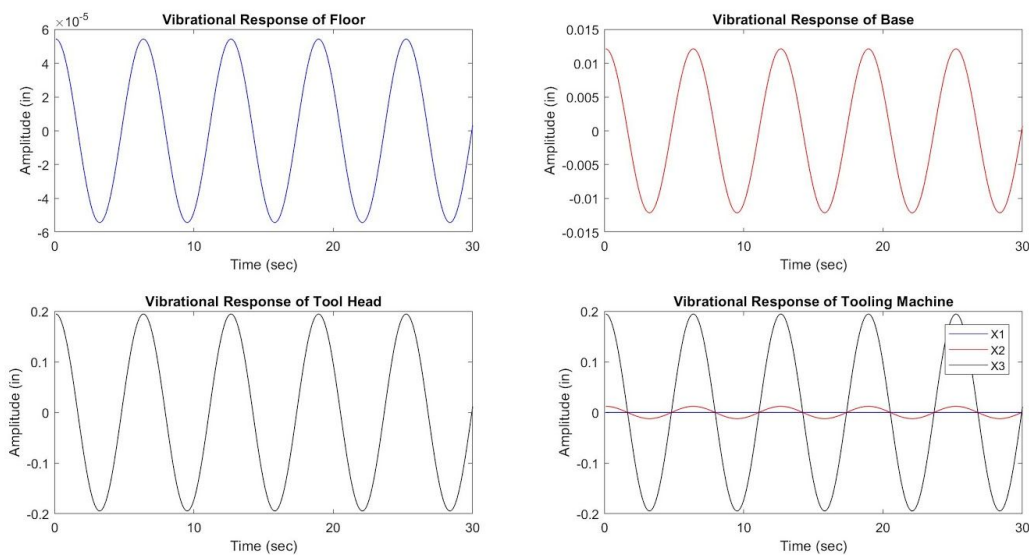 Vibrational Response of Floor
×10⁻⁵
6
4
2
0
-2
-4
-6
Amplitude (in)
0 10 20 30
Time (sec)
Vibrational Response of Base
0.015
0.01
0.005
0
-0.005
-0.01
-0.015
Amplitude (in)
0 10 20 30
Time (sec)
Vibrational Response of Tool Head
0.2
0.1
0
-0.1
-0.2
Amplitude (in)
0 10 20 30
Time (sec)
Vibrational Response of Tooling Machine
0.2
0.1
0
-0.1
-0.2
Amplitude (in)
X1
X2
X3
0 10 20 30
Time (sec)